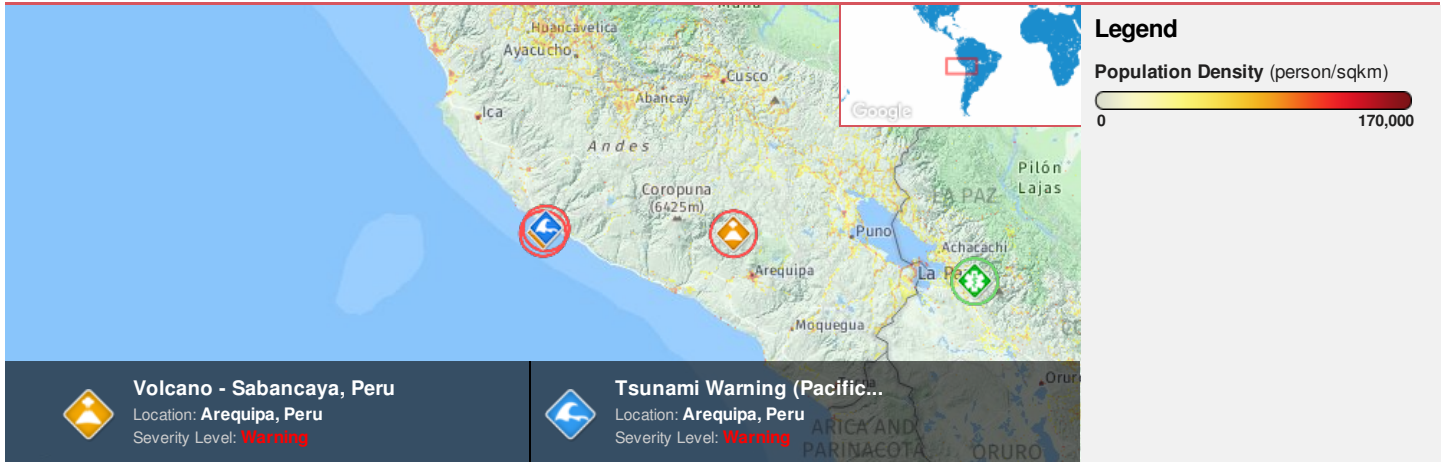 Manu
Huancavelica
Ayacucho
Cusco
Abancay
Ica
Andes
Coropuna
(6425m)
Puno
LA PAZ
Pilón
Lajas
Achacachi
La Pa
Arequipa
Moquegua
Oruro
ARICA AND
PARINACOTA
ORURO
Google
Volcano - Sabancaya, Peru
Location: Arequipa, Peru
Severity Level: Warning
Tsunami Warning (Pacific...
Location: Arequipa, Peru
Severity Level: Warning
Legend
Population Density (person/sqkm)
0 170,000